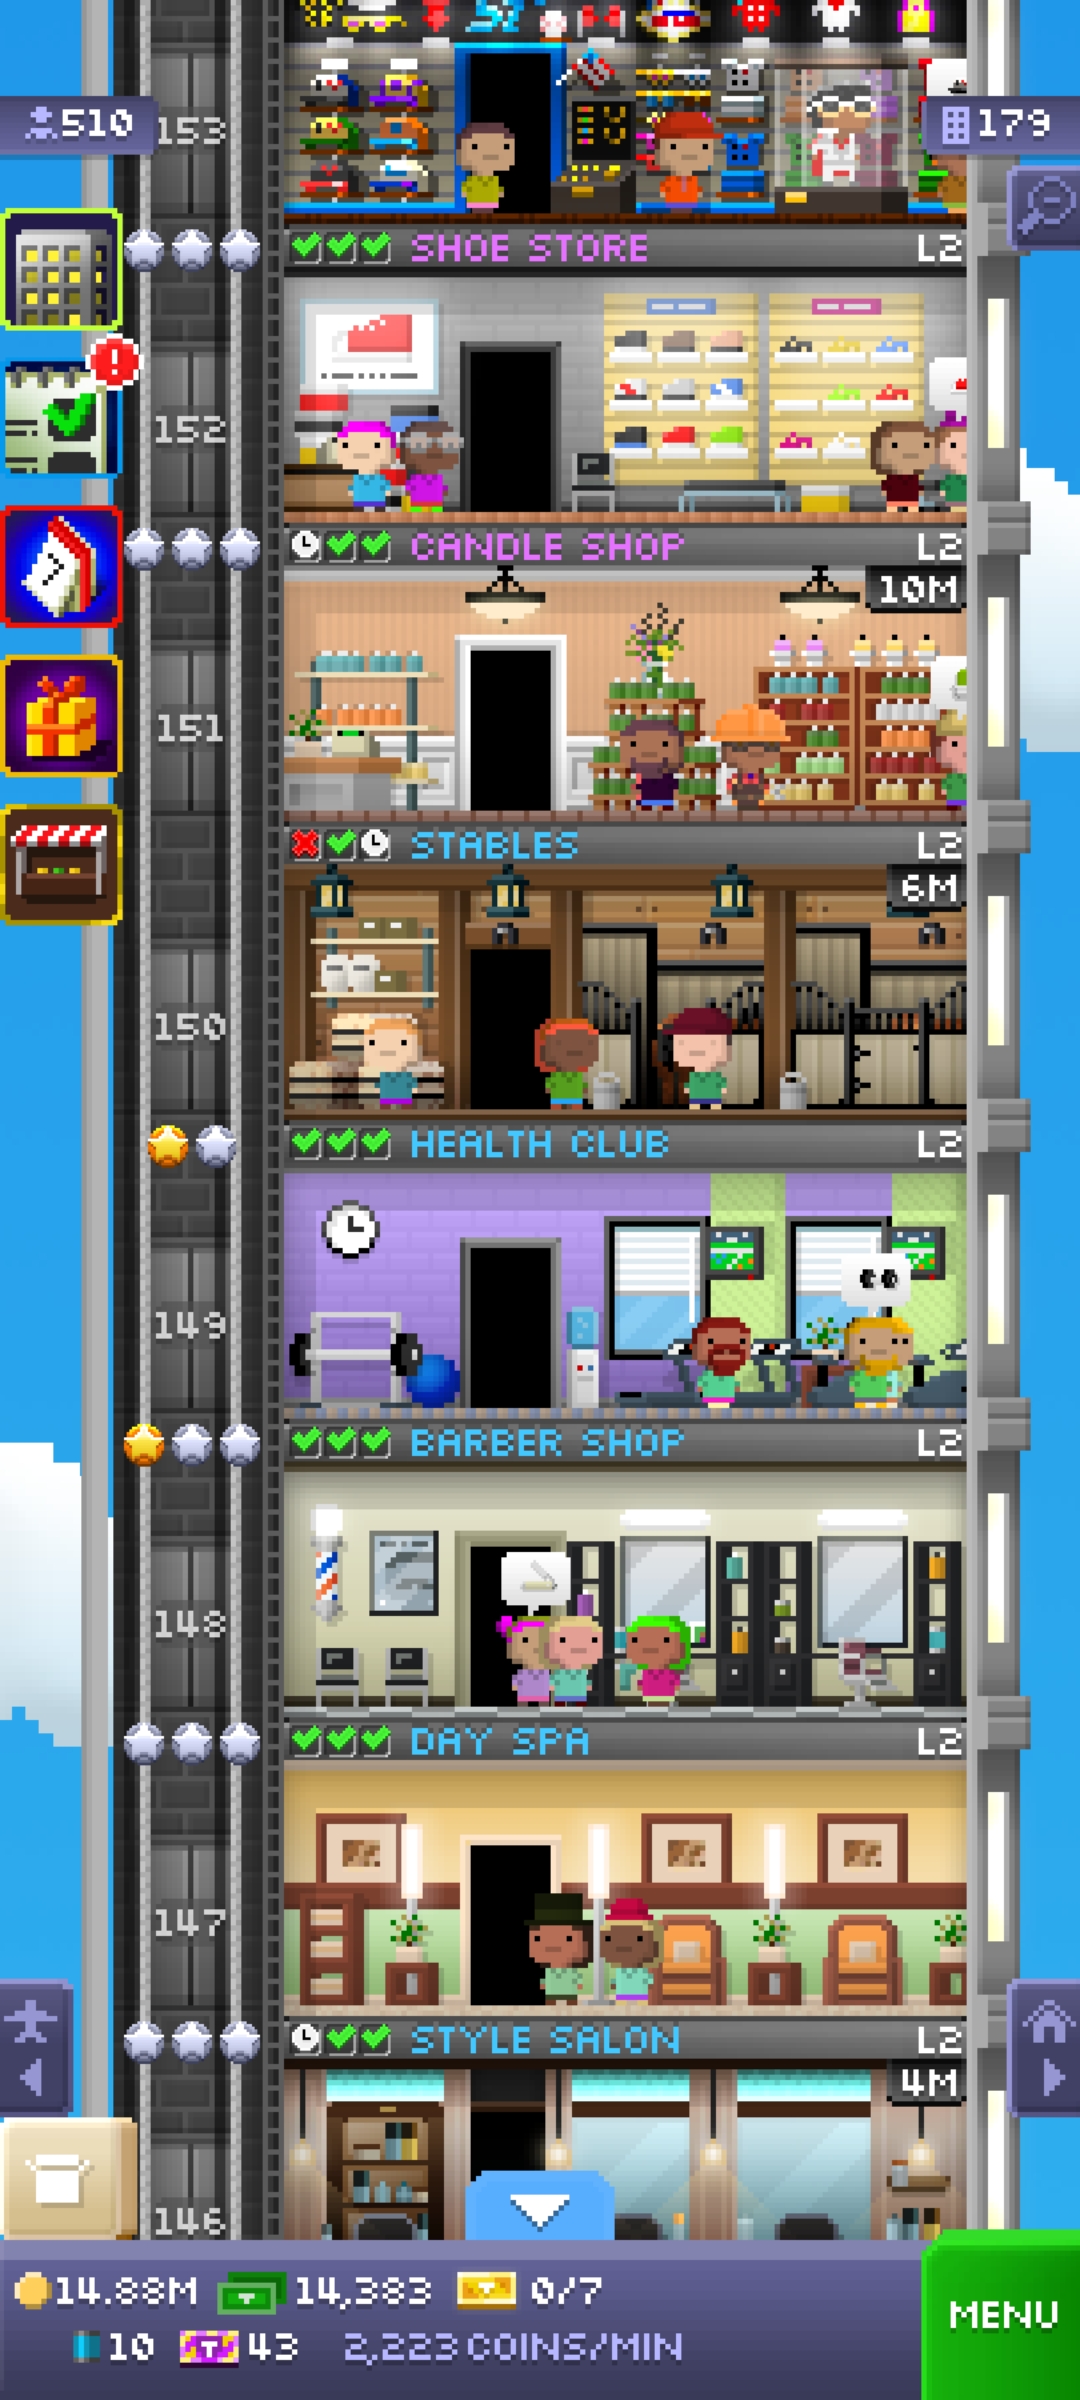 510
153
179
SHOE STORE
L2
152
CANDLE SHOP
L2
10M
151
STABLES
L2
6M
150
HEALTH CLUB
L2
149
BARBER SHOP
L2
148
DAY SPA
L2
147
STYLE SALON
L2
4M
146
14.88M 14,383 0/7
10 T 43 2,223 COINS/MIN
MENU